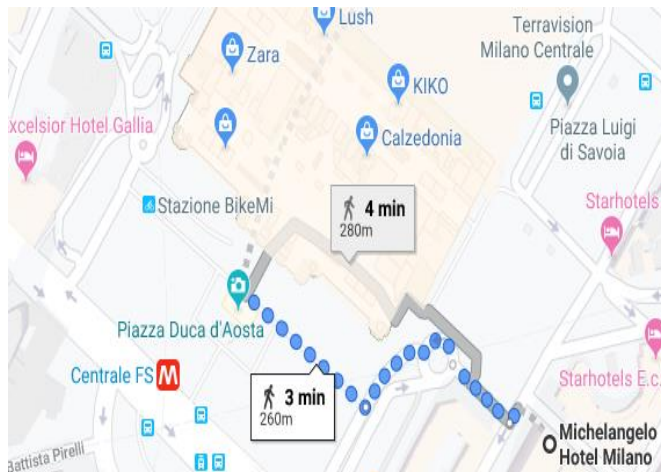 Lush
Terravision
Milano Centrale
Zara
KIKO
Excelsior Hotel Gallia
Calzedonia
Piazza Luigi
di Savoia
Stazione BikeMi
4 min
280m
Starhotels
Piazza Duca d'Aosta
Centrale FS M
3 min
260m
Starhotels E.c.
Michelangelo
Hotel Milano
Battista Pirelli